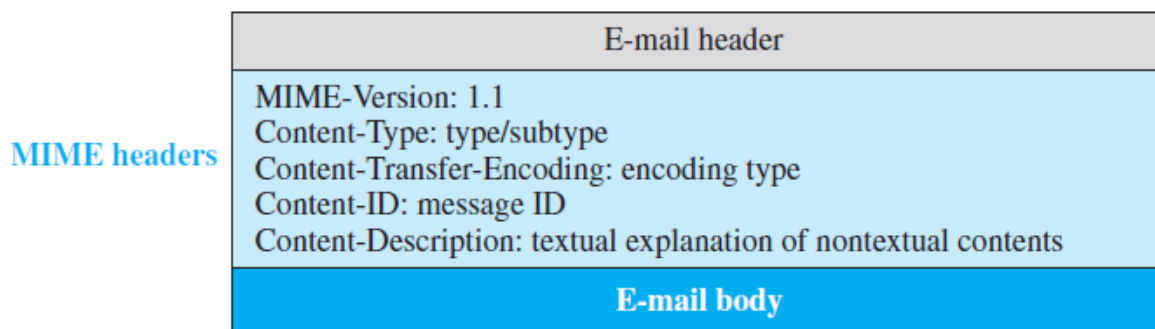 E-mail header
MIME-Version: 1.1
Content-Type: type/subtype
MIME headers
Content-Transfer-Encoding: encoding type
Content-ID: message ID
Content-Description: textual explanation of nontextual contents
E-mail body